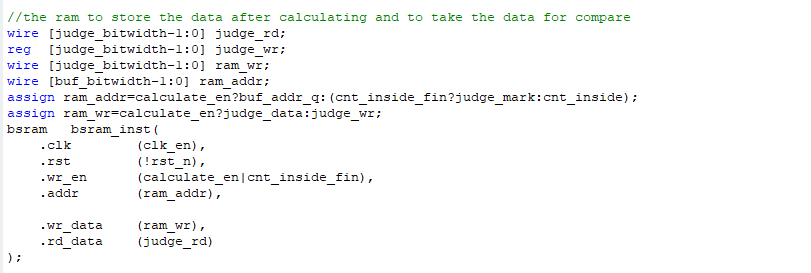 //the ram to store the data after calculating and to take the data for compare
wire [judge_bitwidth-1:0] judge_rd;
reg  [judge_bitwidth-1:0] judge_wr;
wire [judge_bitwidth-1:0] ram_wr;
wire [buf_bitwidth-1:0] ram_addr;
assign ram_addr=calculate_en?buf_addr_q:(cnt_inside_fin?judge_mark:cnt_inside);
assign ram_wr=calculate_en?judge_data:judge_wr;
bsram   bsram_inst(
    .clk        (clk_en),
    .rst        (!rst_n),
    .wr_en      (calculate_en|cnt_inside_fin),
    .addr       (ram_addr),
    .wr_data    (ram_wr),
    .rd_data    (judge_rd)
);